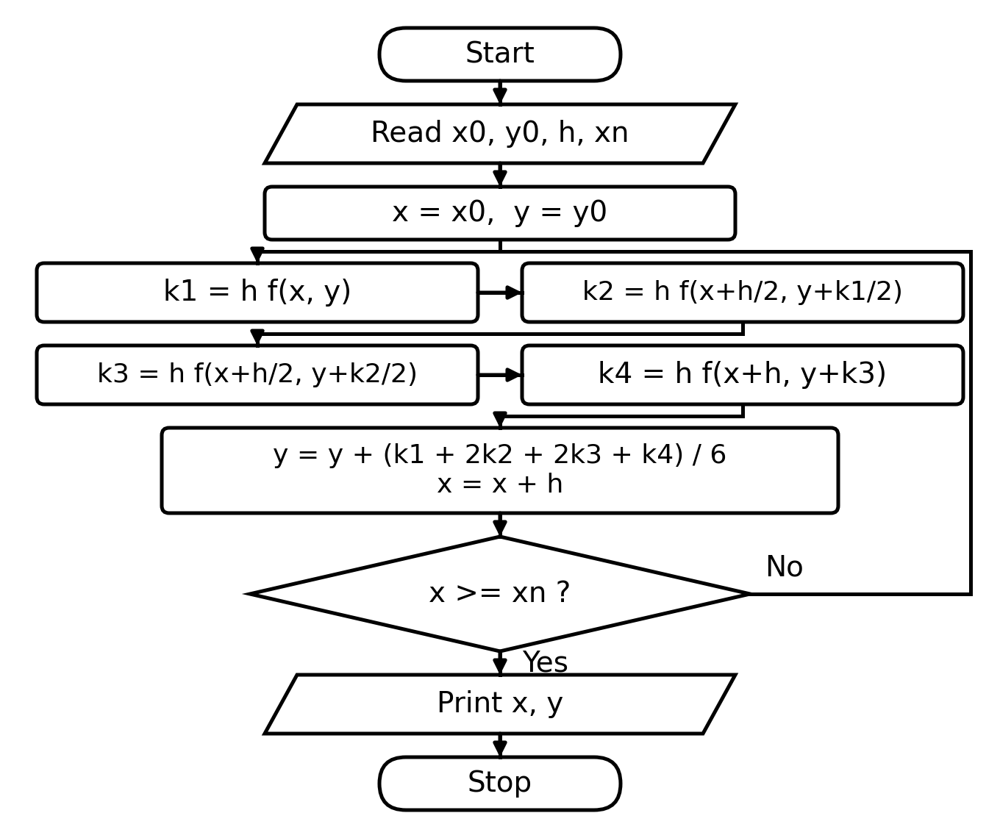 Start
Read x0, y0, h, xn
x = x0,  y = y0
k1 = h f(x, y)
k2 = h f(x+h/2, y+k1/2)
k3 = h f(x+h/2, y+k2/2)
k4 = h f(x+h, y+k3)
y = y + (k1 + 2k2 + 2k3 + k4) / 6
x = x + h
x >= xn ?
No
Yes
Print x, y
Stop